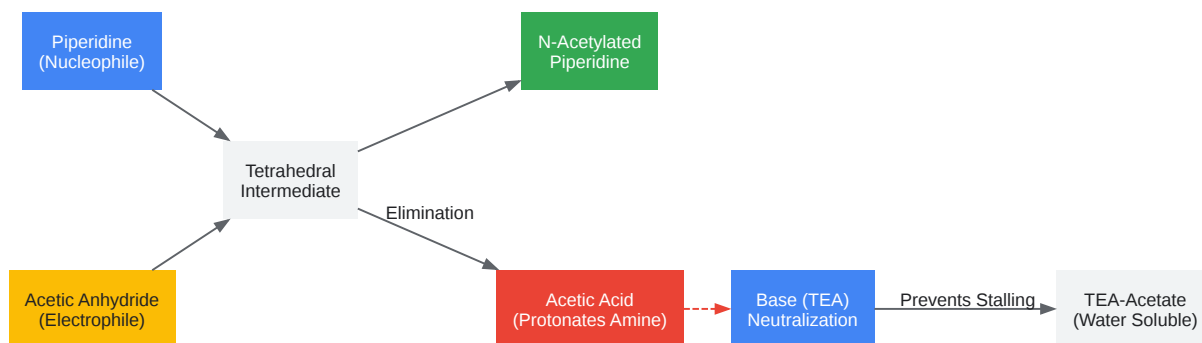 Piperidine
(Nucleophile)
N-Acetylated
Piperidine
Tetrahedral
Intermediate
Elimination
Acetic Anhydride
(Electrophile)
Acetic Acid
(Protonates Amine)
Base (TEA)
Neutralization
Prevents Stalling
TEA-Acetate
(Water Soluble)